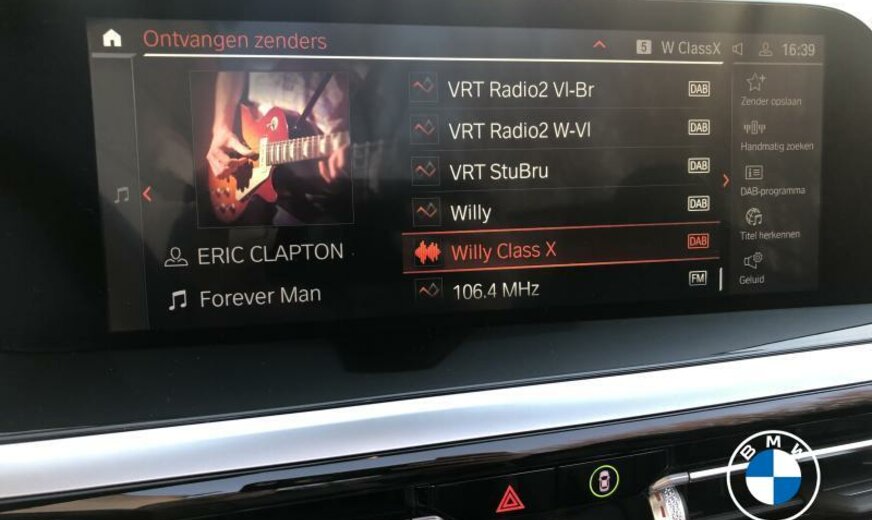 Ontvangen zenders
5 W ClassX 16:39
VRT Radio2 Vl-Br DAB
VRT Radio2 W-Vl DAB
VRT StuBru DAB
Willy DAB
Willy Class X DAB
106.4 MHz FM
ERIC CLAPTON
Forever Man
Zender opslaan
Handmatig zoeken
DAB-programma
Titel herkennen
Geluid
BMW